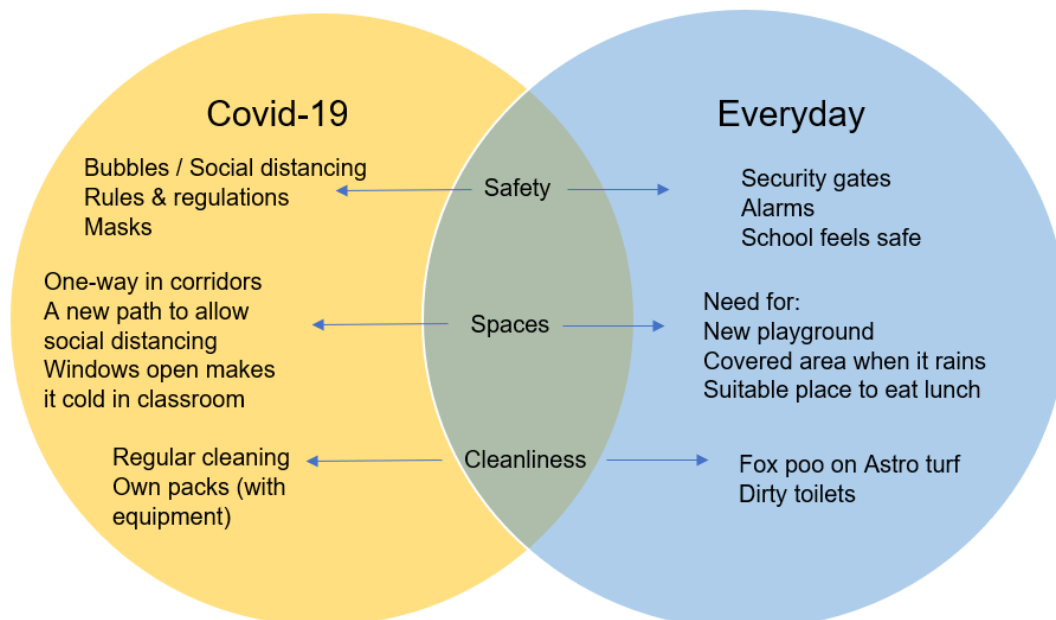 Covid-19
Bubbles / Social distancing
Rules & regulations
Masks
One-way in corridors
A new path to allow
social distancing
Windows open makes
it cold in classroom
Regular cleaning
Own packs (with
equipment)
Safety
Spaces
Cleanliness
Everyday
Security gates
Alarms
School feels safe
Need for:
New playground
Covered area when it rains
Suitable place to eat lunch
Fox poo on Astro turf
Dirty toilets